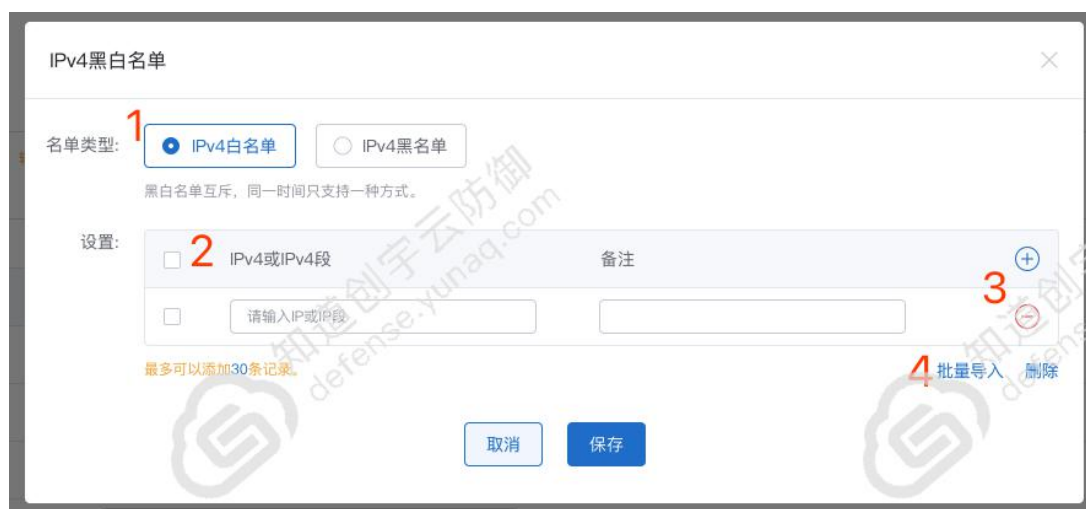 IPv4黑白名单
1
名单类型: IPv4白名单 IPv4黑名单
黑白名单互斥，同一时间只支持一种方式。
设置: 2 IPv4或IPv4段 备注
3
请输入IP或IP段
最多可以添加30条记录。 4 批量导入 删除
取消 保存
知道创宇云防御
defense.yunaq.com
知道创宇
defens